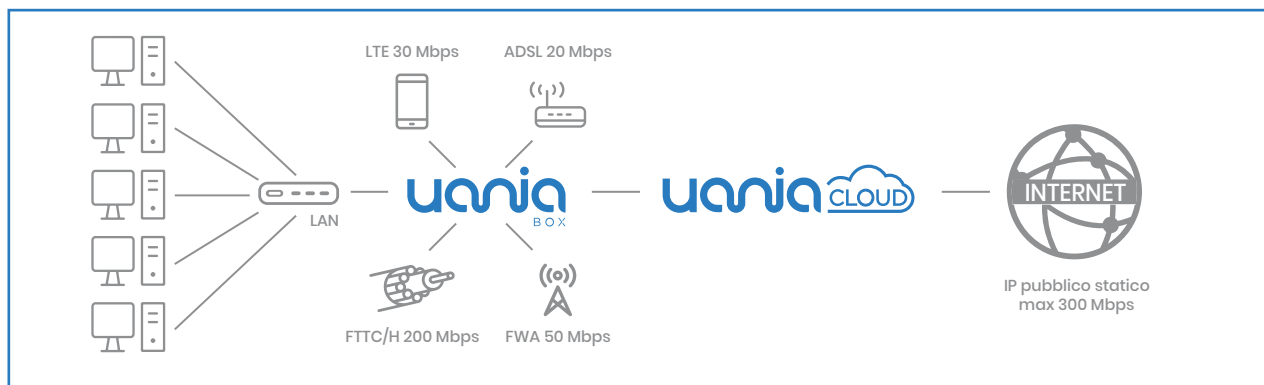 LTE 30 Mbps
ADSL 20 Mbps
LAN
uania
BOX
uania CLOUD
INTERNET
IP pubblico statico
max 300 Mbps
FTTC/H 200 Mbps
FWA 50 Mbps